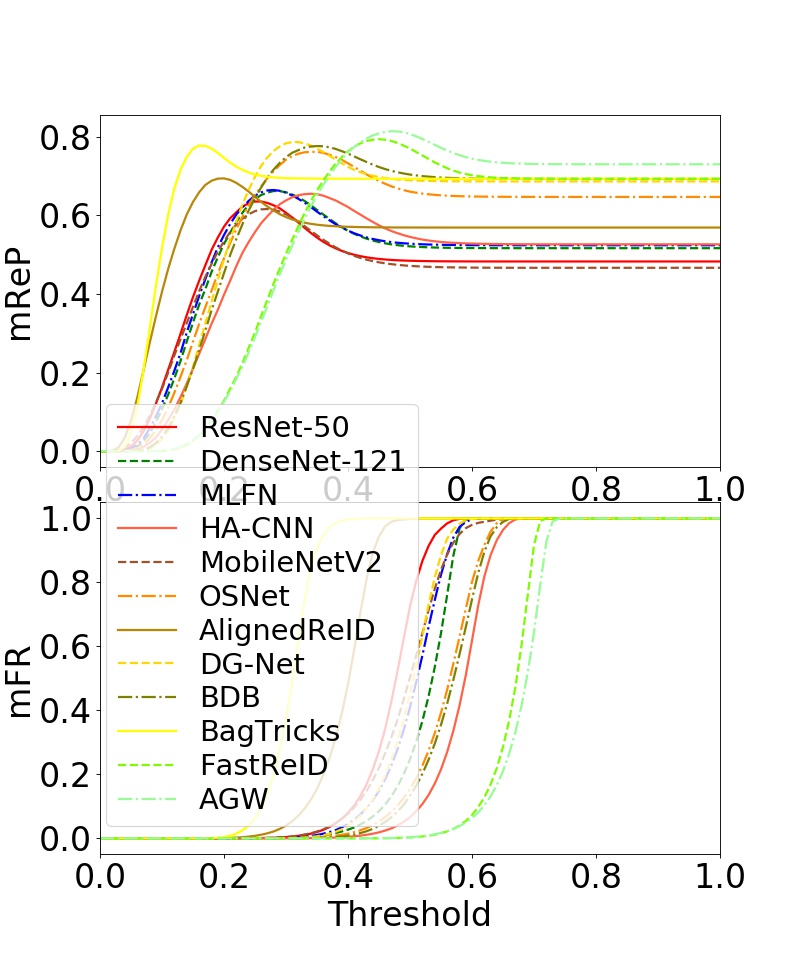 mReP
0.8
0.6
0.4
0.2
0.0
0.0 0.4 0.6 0.8 1.0
ResNet-50
DenseNet-121
MLFN
HA-CNN
MobileNetV2
OSNet
AlignedReID
DG-Net
BDB
BagTricks
FastReID
AGW
mFR
1.0
0.8
0.6
0.4
0.2
0.0
0.0 0.2 0.4 0.6 0.8 1.0
Threshold